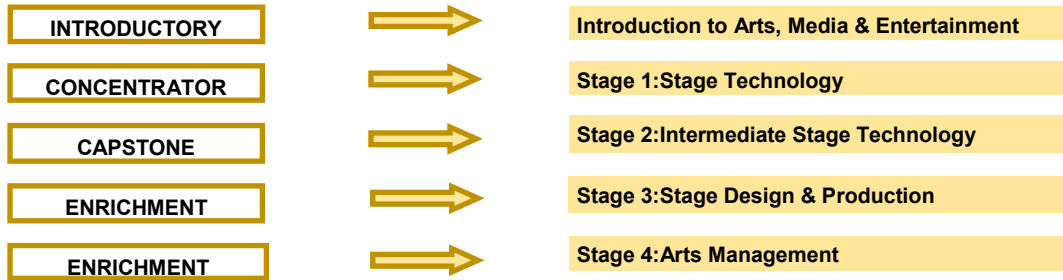 INTRODUCTORY
Introduction to Arts, Media & Entertainment
CONCENTRATOR
Stage 1:Stage Technology
CAPSTONE
Stage 2:Intermediate Stage Technology
ENRICHMENT
Stage 3:Stage Design & Production
ENRICHMENT
Stage 4:Arts Management